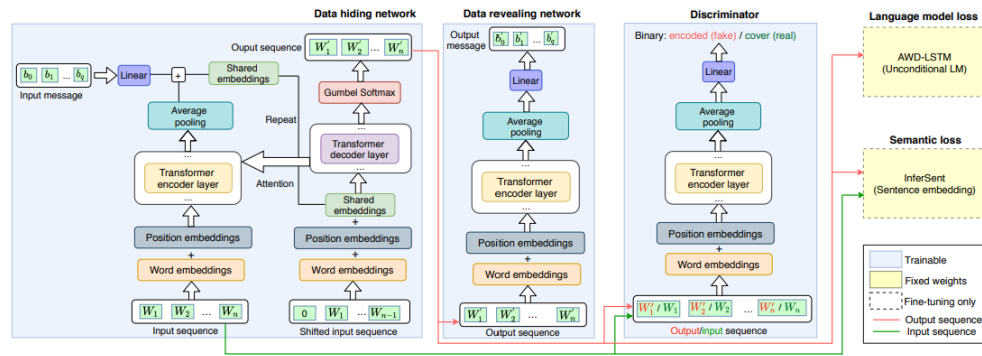 Data hiding network
Data revealing network
Discriminator
Language model loss
Ouput sequence
W'1 W'2 ... W'n
Output message
b'0 b'1 ... b'q
Binary: encoded (fake) / cover (real)
AWD-LSTM
(Unconditional LM)
b0 b1 ... bq
Input message
Linear
+
Shared embeddings
Gumbel Softmax
Linear
Linear
Average pooling
Repeat
...
Transformer decoder layer
...
Average pooling
Average pooling
Semantic loss
InferSent
(Sentence embedding)
...
Transformer encoder layer
...
Attention
Shared embeddings
...
Transformer encoder layer
...
...
Transformer encoder layer
...
Position embeddings
+
Position embeddings
Position embeddings
Position embeddings
+
+
+
+
Word embeddings
Word embeddings
Word embeddings
Word embeddings
W1 W2 ... Wn
Input sequence
0 W1 ... Wn-1
Shifted input sequence
W'1 W'2 ... W'n
Output sequence
W'1 / W1 W'2 / W2 ... W'n / Wn
Output/input sequence
Trainable
Fixed weights
Fine-tuning only
Output sequence
Input sequence